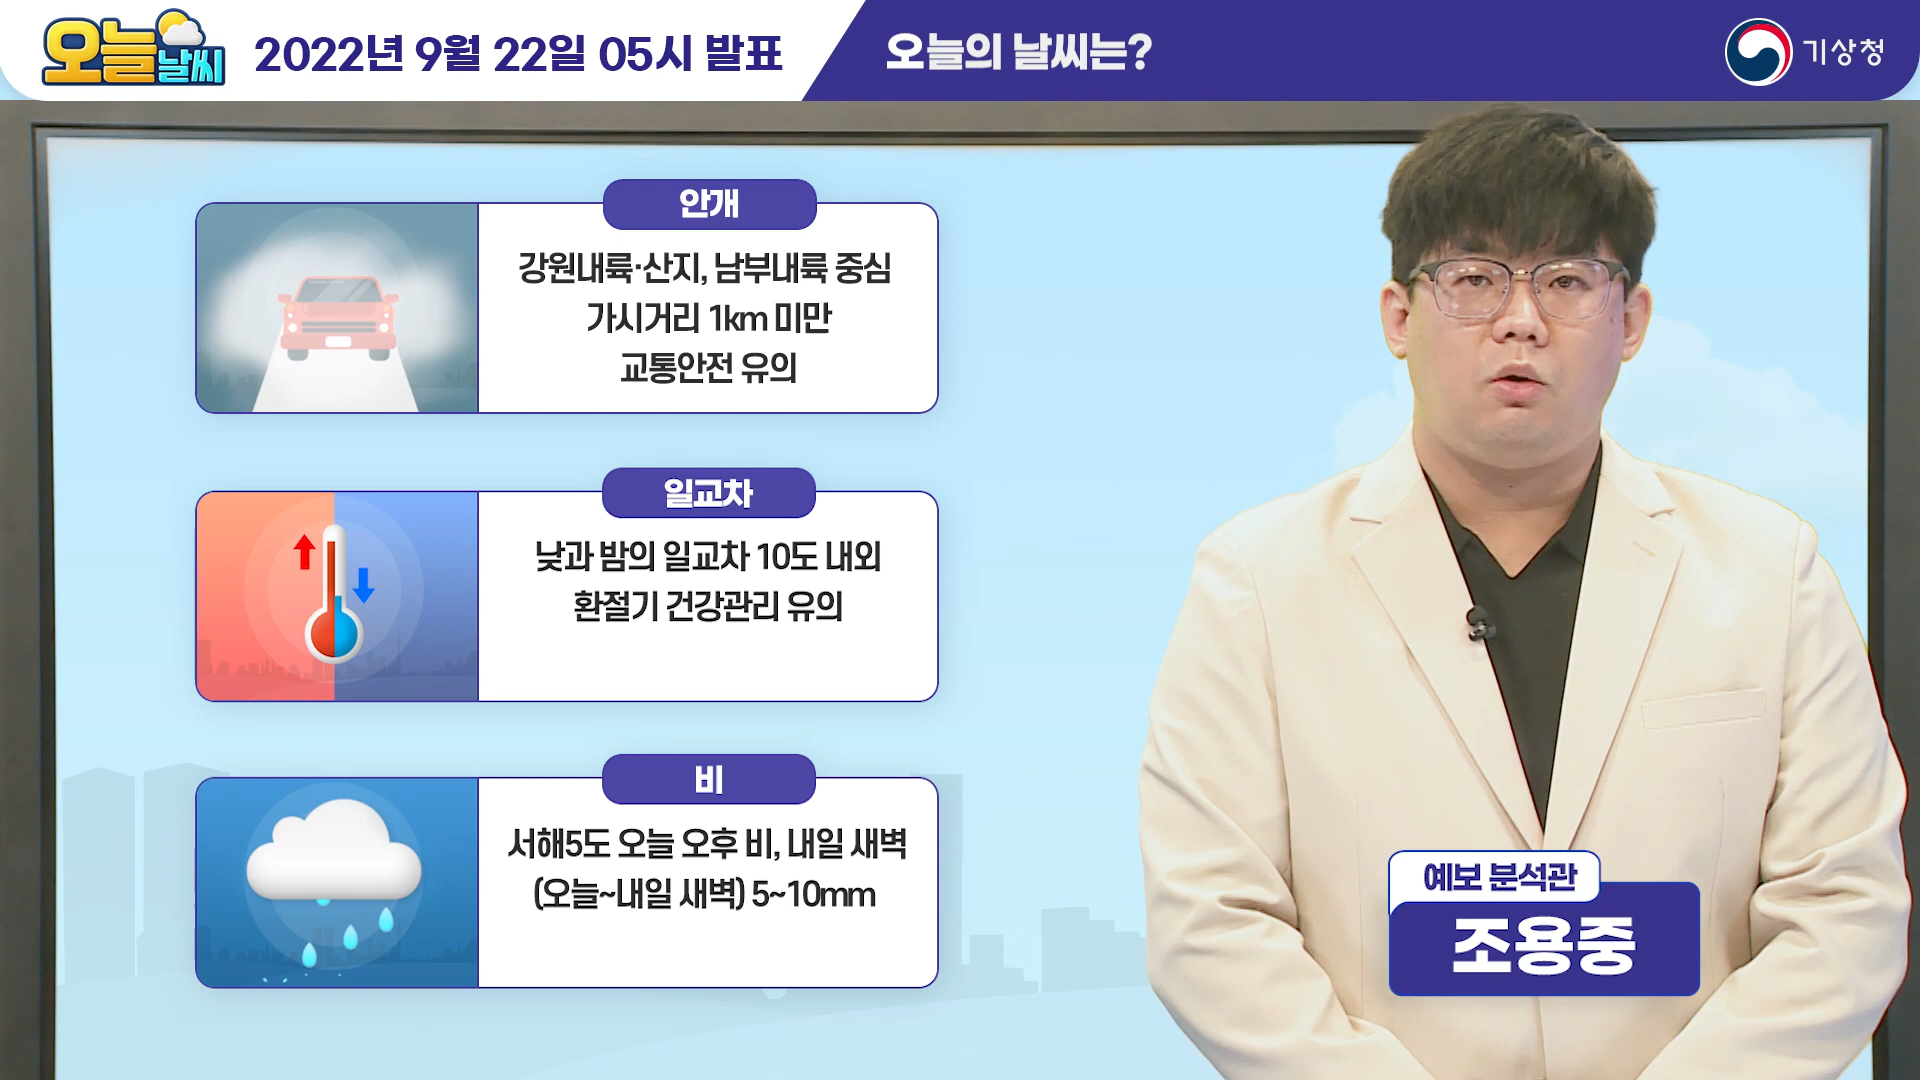 오늘날씨
2022년 9월 22일 05시 발표
오늘의 날씨는?
기상청
안개
강원내륙·산지, 남부내륙 중심
가시거리 1km 미만
교통안전 유의
일교차
낮과 밤의 일교차 10도 내외
환절기 건강관리 유의
비
서해5도 오늘 오후 비, 내일 새벽
(오늘~내일 새벽) 5~10mm
예보 분석관
조용중